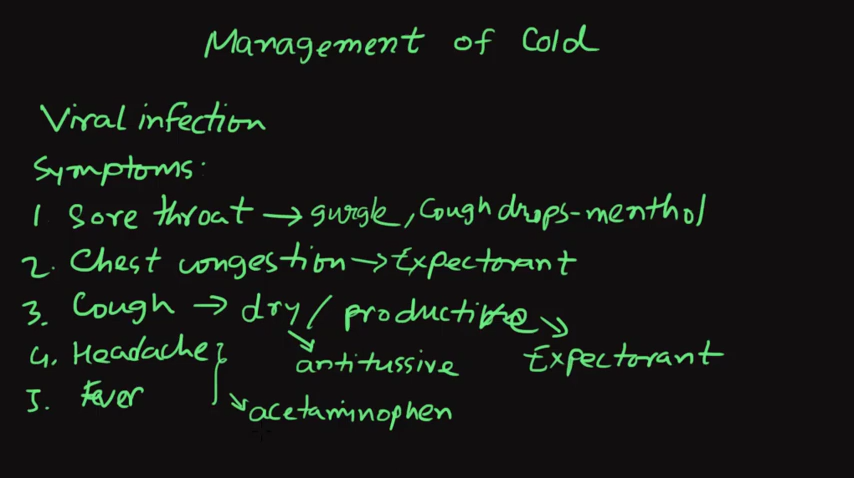 Management of Cold
Viral infection
Symptoms:
1. Sore throat → gurgle, Cough drops-menthol
2. Chest congestion → Expectorant
3. Cough → dry/ productive
4. Headache antitussive Expectorant
5. Fever
acetaminophen